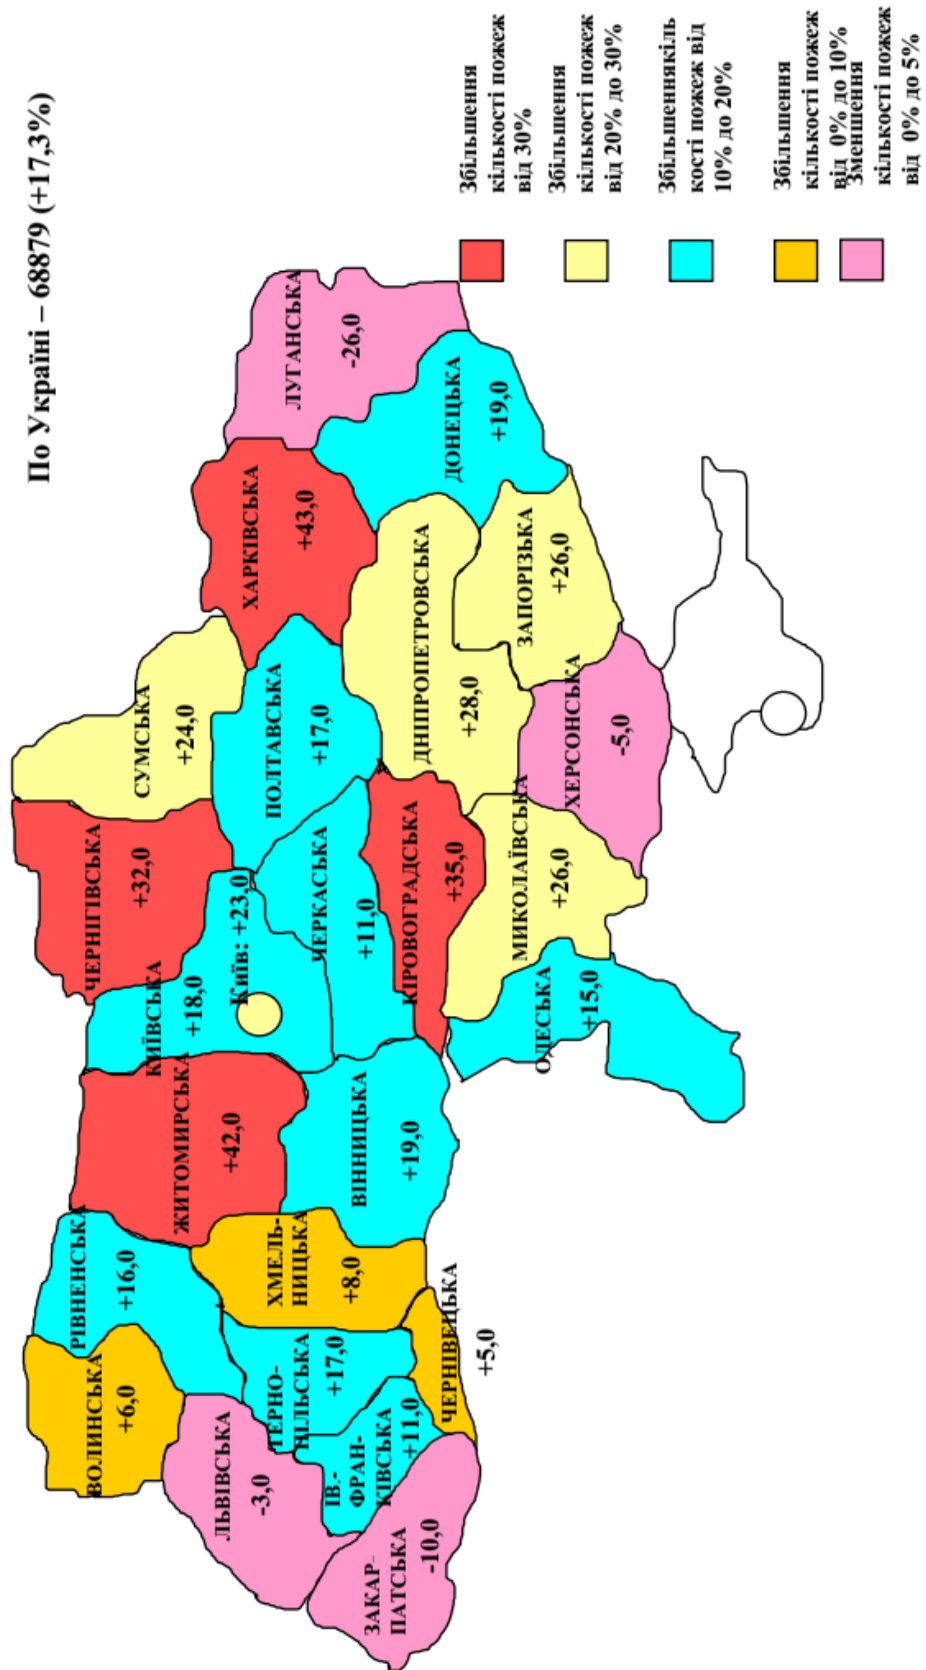 По Україні – 68879 (+17,3%)
ВОЛИНСЬКА
+6,0
РІВНЕНСЬКА
+16,0
ЖИТОМИРСЬКА
+42,0
КИЇВСЬКА
+18,0
Київ: +23,0
ЧЕРНІГІВСЬКА
+32,0
СУМСЬКА
+24,0
ЛЬВІВСЬКА
-3,0
ТЕРНО-
ПІЛЬСЬКА
+17,0
ХМЕЛЬ-
НИЦЬКА
+8,0
ВІННИЦЬКА
+19,0
ЧЕРКАСЬКА
+11,0
ПОЛТАВСЬКА
+17,0
ХАРКІВСЬКА
+43,0
ЛУГАНСЬКА
-26,0
ЗАКАР-
ПАТСЬКА
-10,0
ІВ.-
ФРАН-
КІВСЬКА
+11,0
ЧЕРНІВЕЦЬКА
+5,0
КІРОВОГРАДСЬКА
+35,0
ДНІПРОПЕТРОВСЬКА
+28,0
ДОНЕЦЬКА
+19,0
ОДЕСЬКА
+15,0
МИКОЛАЇВСЬКА
+26,0
ХЕРСОНСЬКА
-5,0
ЗАПОРІЗЬКА
+26,0
Збільшення
кількості пожеж
від 30%
Збільшення
кількості пожеж
від 20% до 30%
Збільшеннякіль
кості пожеж від
10% до 20%
Збільшення
кількості пожеж
від 0% до 10%
Зменшення
кількості пожеж
від 0% до 5%